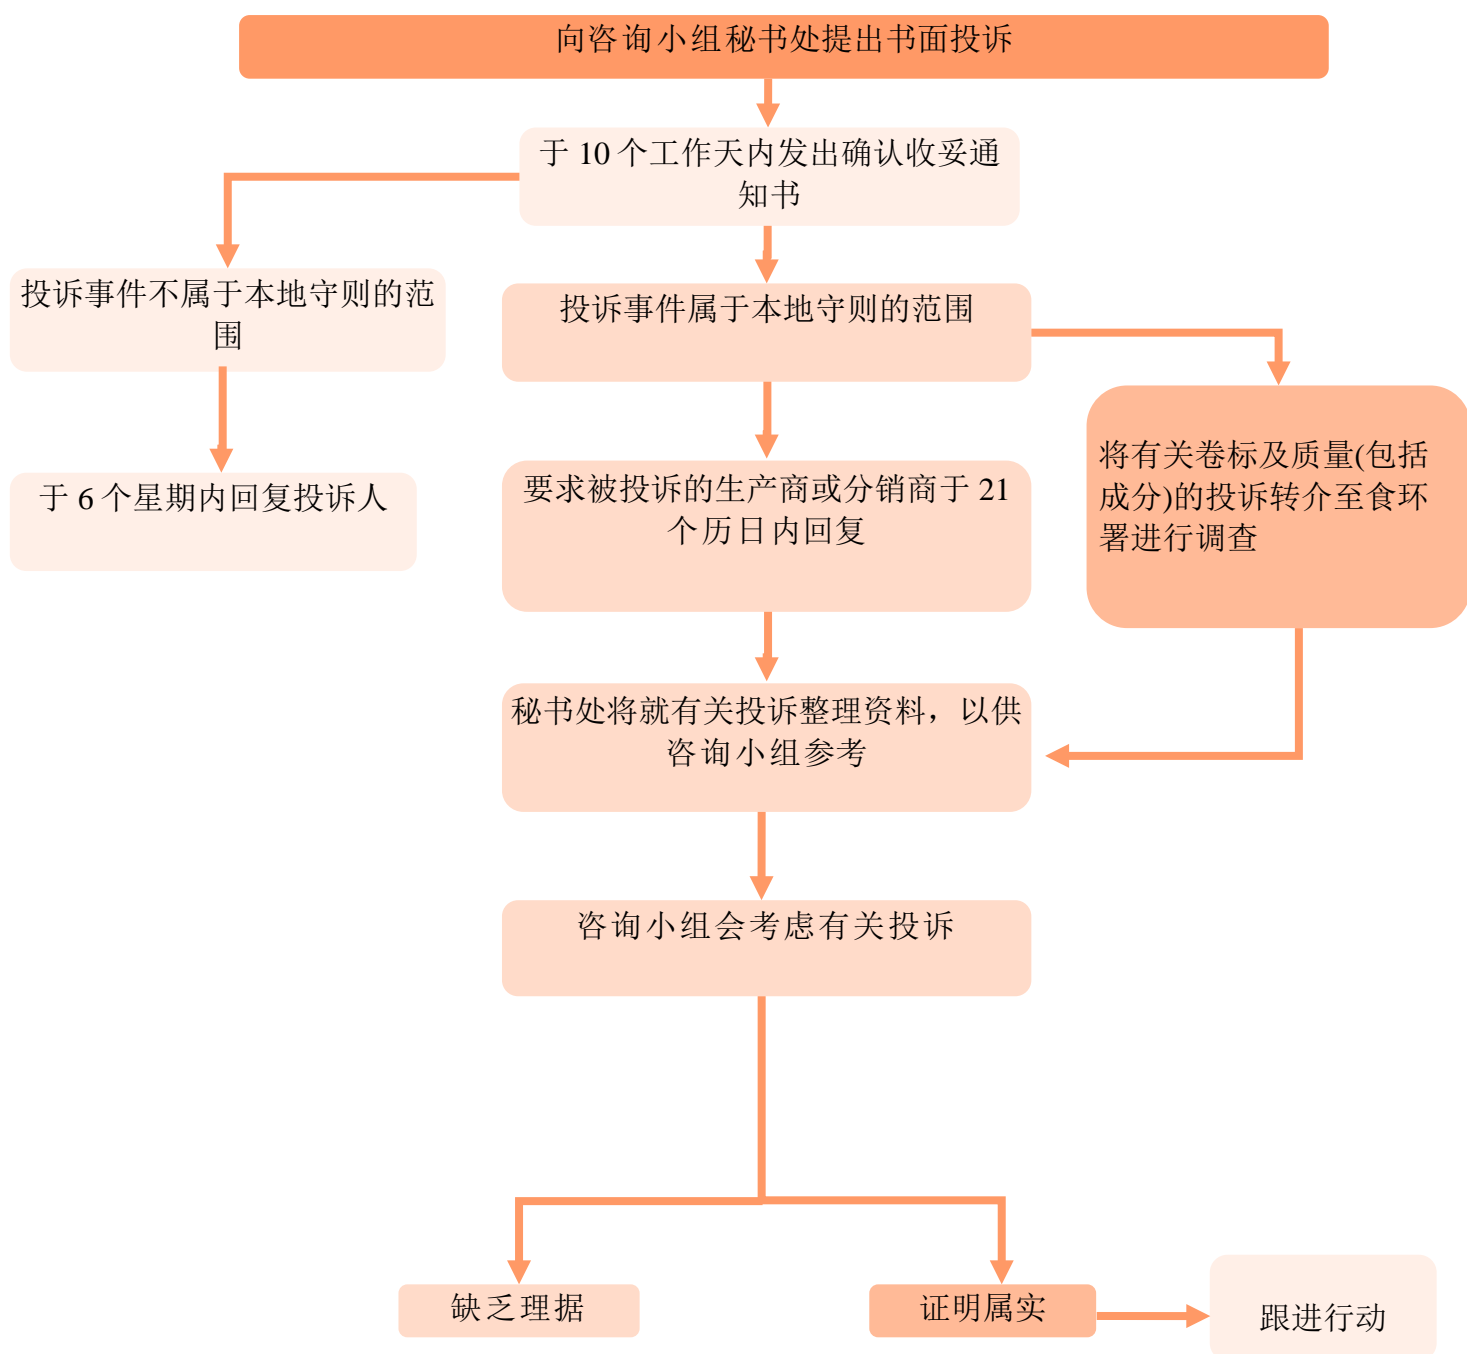 向咨询小组秘书处提出书面投诉
于 10 个工作天内发出确认收妥通
知书
投诉事件不属于本地守则的范
围
投诉事件属于本地守则的范围
将有关卷标及质量(包括
成分)的投诉转介至食环
署进行调查
于 6 个星期内回复投诉人
要求被投诉的生产商或分销商于 21
个历日内回复
秘书处将就有关投诉整理资料，以供
咨询小组参考
咨询小组会考虑有关投诉
缺乏理据
证明属实
跟进行动